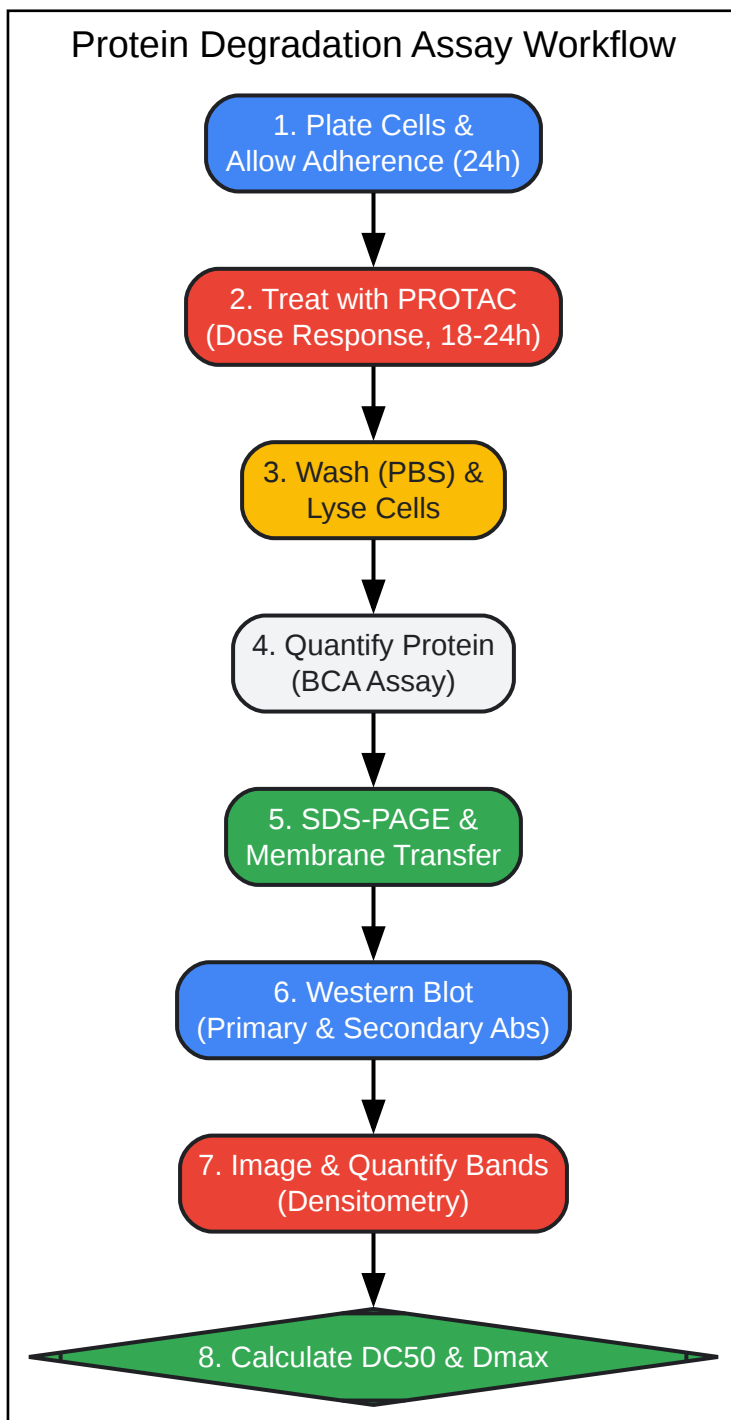 Protein Degradation Assay Workflow
1. Plate Cells &
Allow Adherence (24h)
2. Treat with PROTAC
(Dose Response, 18-24h)
3. Wash (PBS) &
Lyse Cells
4. Quantify Protein
(BCA Assay)
5. SDS-PAGE &
Membrane Transfer
6. Western Blot
(Primary & Secondary Abs)
7. Image & Quantify Bands
(Densitometry)
8. Calculate DC50 & Dmax